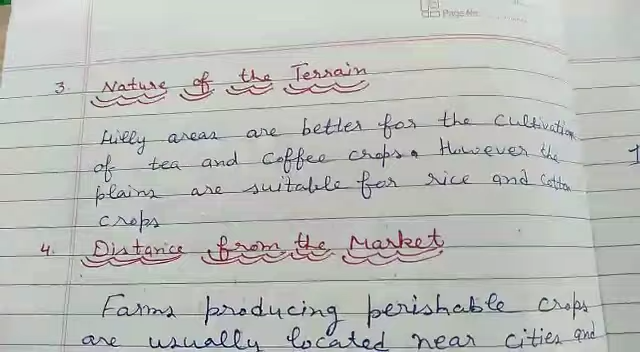 Page No.
3. Nature of the Terrain
Hilly areas are better for the cultivation
of tea and coffee crops. However the
plains are suitable for rice and cotton
crops
4. Distance from the Market
Farms producing perishable crops
are usually located near cities and